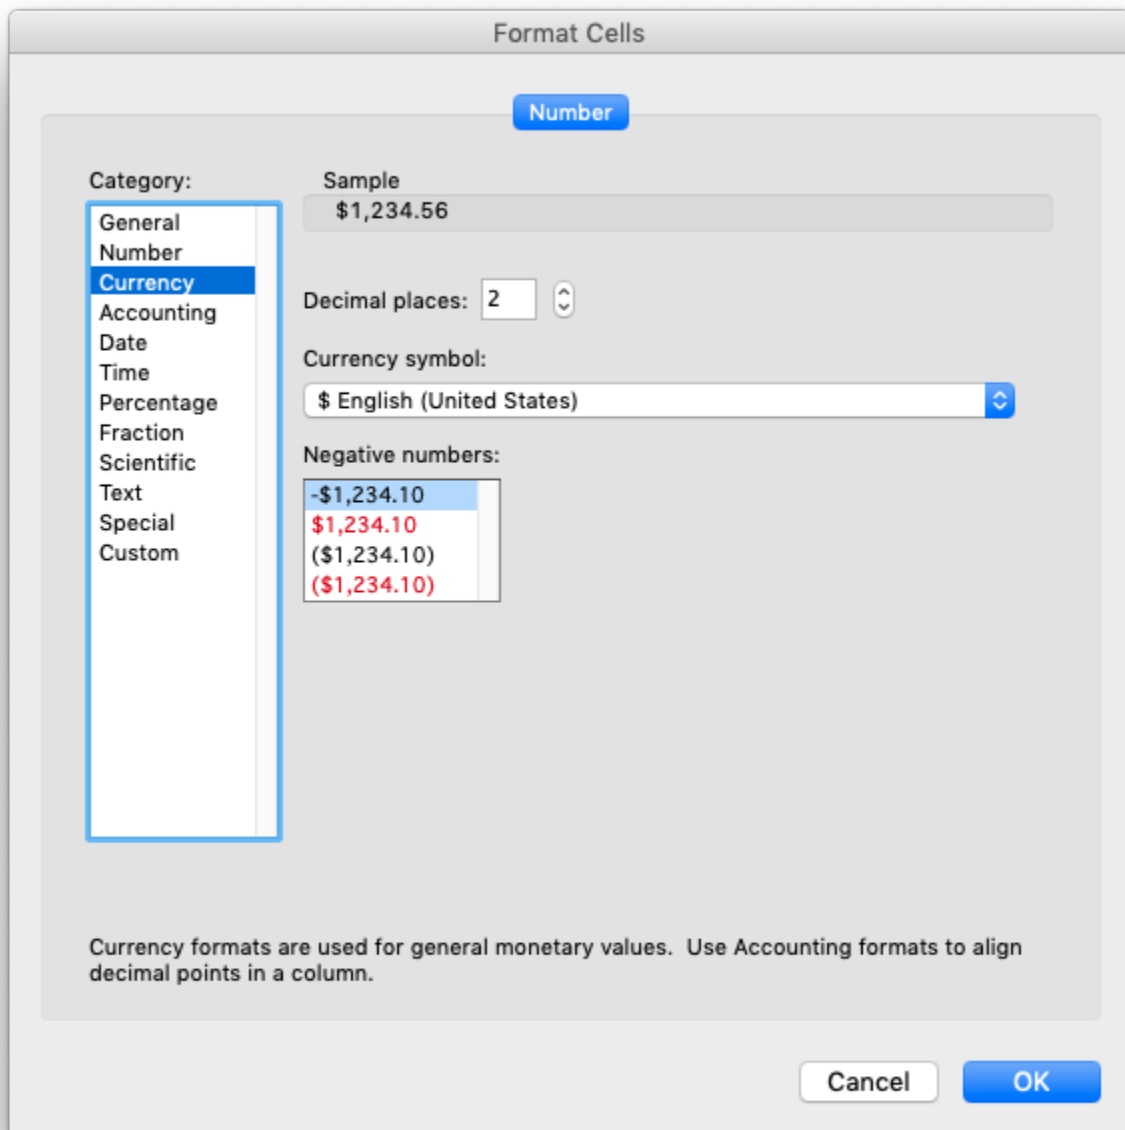 Format Cells
Number
Category:
General
Number
Currency
Accounting
Date
Time
Percentage
Fraction
Scientific
Text
Special
Custom
Sample
$1,234.56
Decimal places: 2
Currency symbol:
$ English (United States)
Negative numbers:
-$1,234.10
$1,234.10
($1,234.10)
($1,234.10)
Currency formats are used for general monetary values.  Use Accounting formats to align
decimal points in a column.
Cancel OK